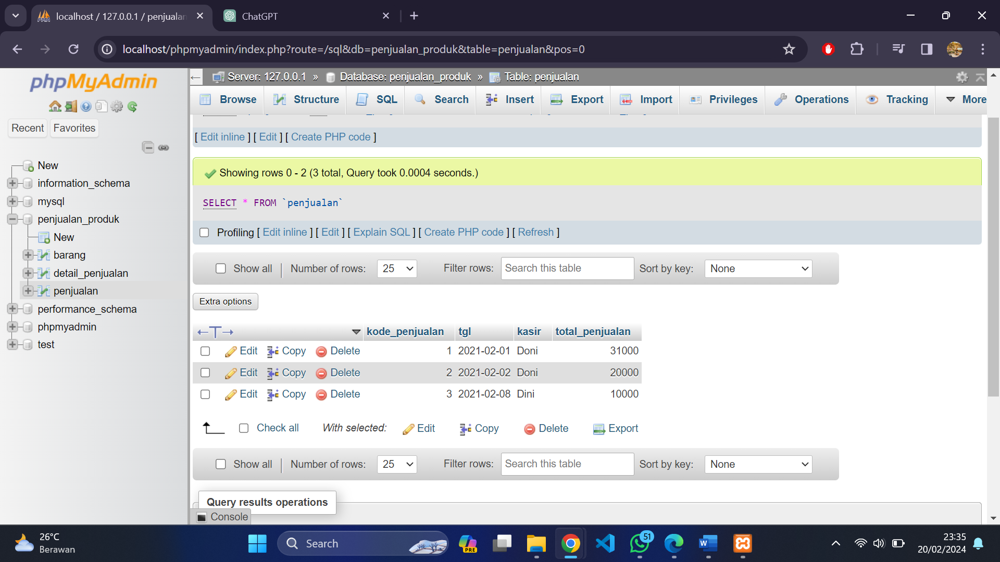 localhost / 127.0.0.1 / penjualan
ChatGPT
localhost/phpmyadmin/index.php?route=/sql&db=penjualan_produk&table=penjualan&pos=0
phpMyAdmin
Recent Favorites
New
information_schema
mysql
penjualan_produk
New
barang
detail_penjualan
penjualan
performance_schema
phpmyadmin
test
Server: 127.0.0.1 » Database: penjualan_produk » Table: penjualan
Browse Structure SQL Search Insert Export Import Privileges Operations Tracking More
[ Edit inline ] [ Edit ] [ Create PHP code ]
Showing rows 0 - 2 (3 total, Query took 0.0004 seconds.)
SELECT * FROM `penjualan`
Profiling [ Edit inline ] [ Edit ] [ Explain SQL ] [ Create PHP code ] [ Refresh ]
Show all | Number of rows: 25 Filter rows: Search this table Sort by key: None
Extra options
←T→ kode_penjualan tgl kasir total_penjualan
Edit Copy Delete 1 2021-02-01 Doni 31000
Edit Copy Delete 2 2021-02-02 Doni 20000
Edit Copy Delete 3 2021-02-08 Dini 10000
Check all With selected: Edit Copy Delete Export
Show all | Number of rows: 25 Filter rows: Search this table Sort by key: None
Query results operations
Console
26°C
Berawan
Search
PRE
51
23:35
20/02/2024